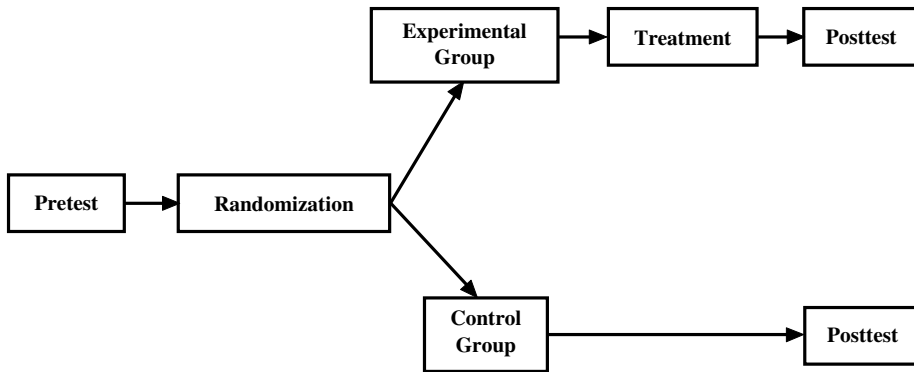 Experimental
Group
Treatment
Posttest
Pretest
Randomization
Control
Group
Posttest